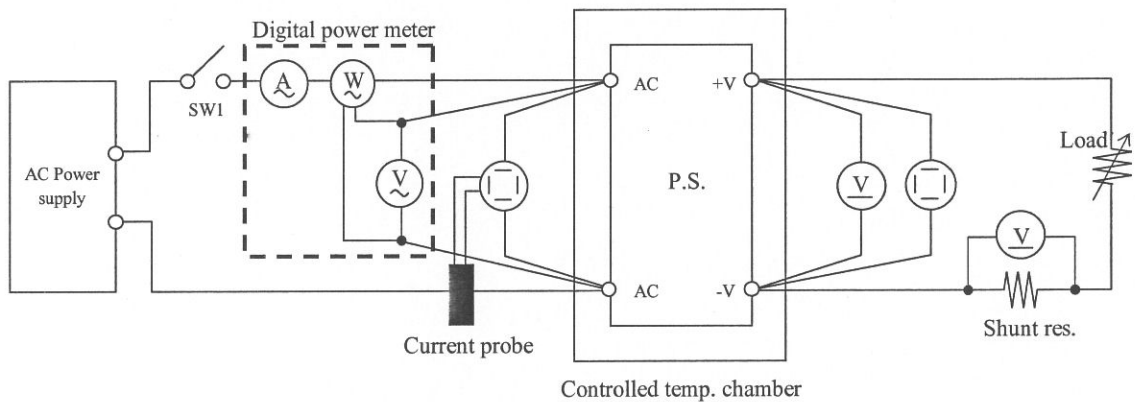 Digital power meter
SW1
A
W
V
AC Power
supply
Current probe
AC
+V
P.S.
AC
-V
Controlled temp. chamber
V
Load
V
Shunt res.